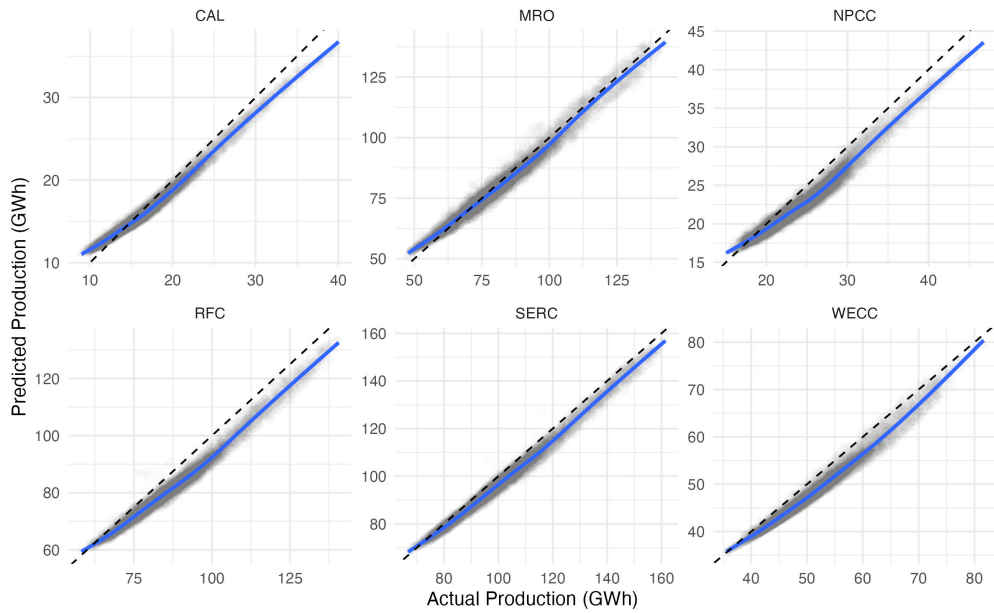 CAL MRO NPCC
30
20
10
10 20 30 40
125
100
75
50
50 75 100 125
45
40
35
30
25
20
15
20 30 40
Predicted Production (GWh)
RFC SERC WECC
120
100
80
60
75 100 125
160
140
120
100
80
80 100 120 140 160
80
70
60
50
40
40 50 60 70 80
Actual Production (GWh)